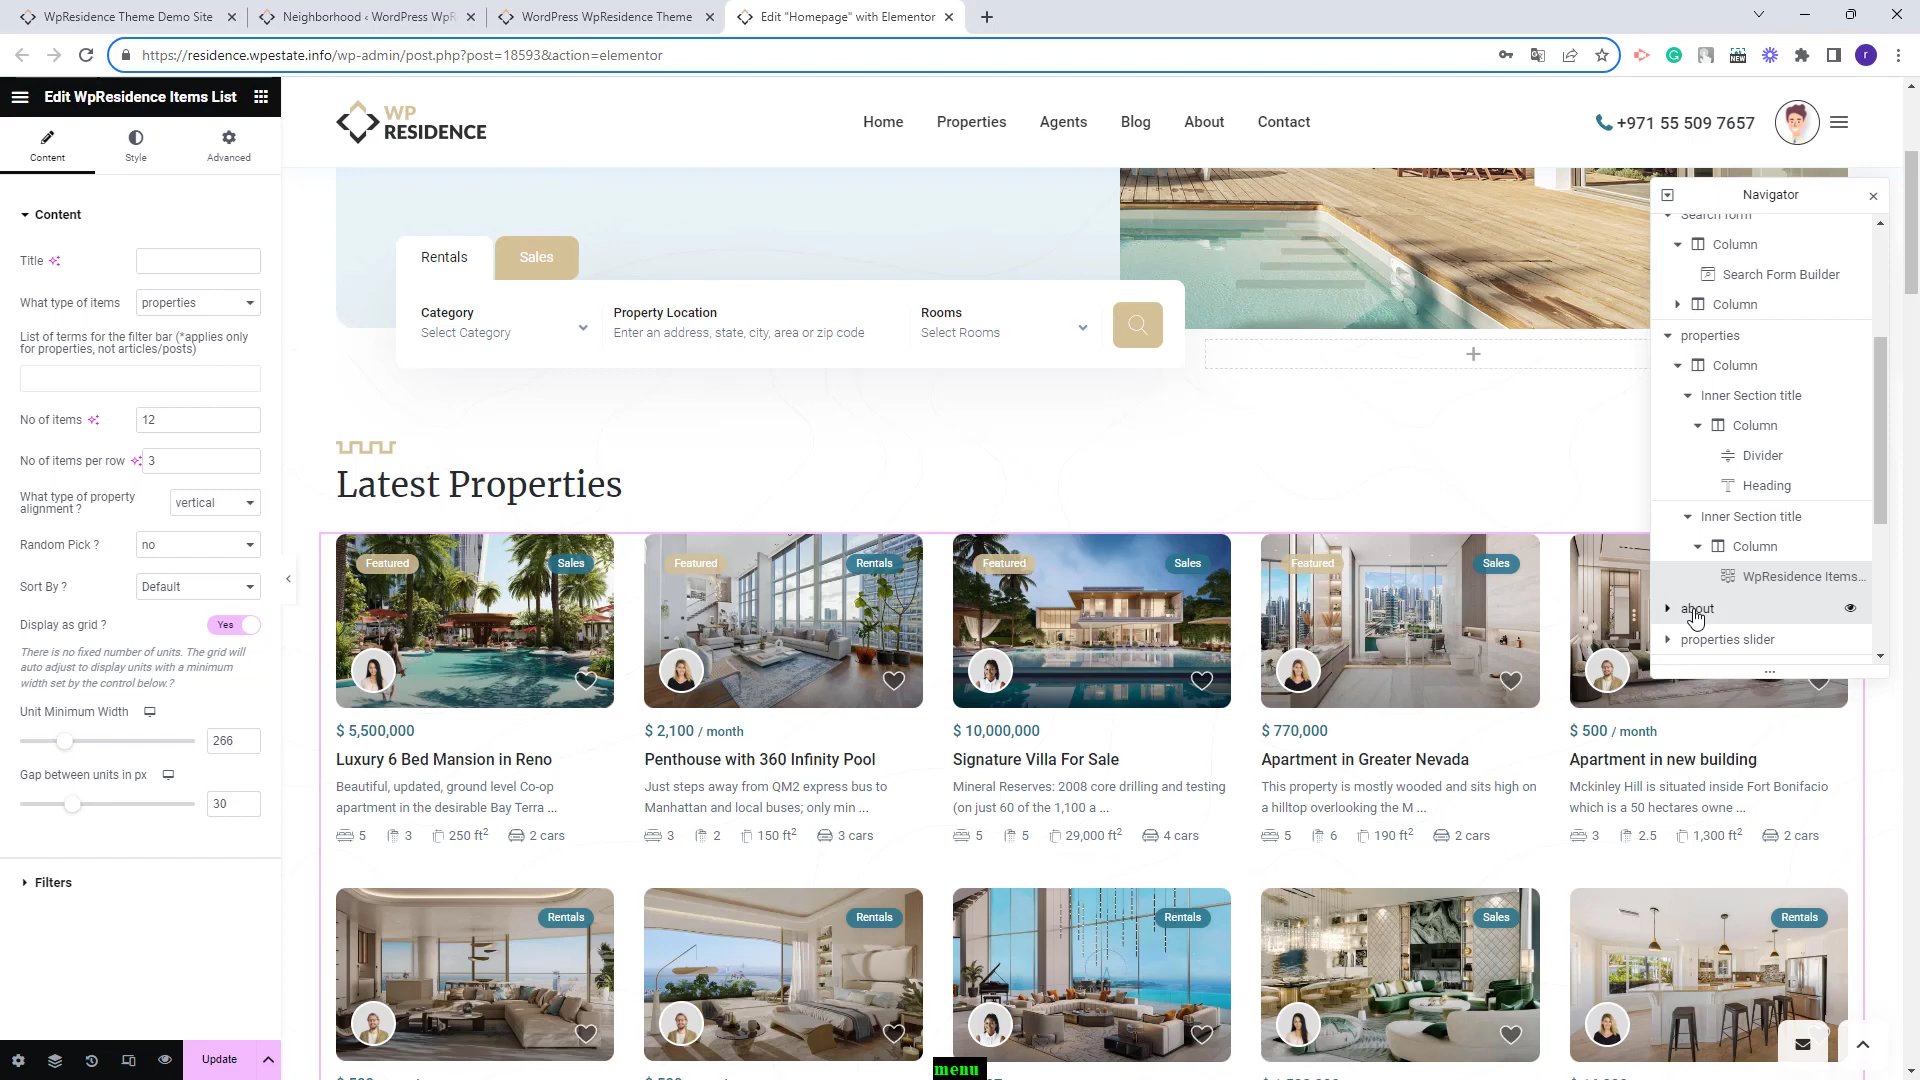 WpResidence Theme Demo Site
Neighborhood ‹ WordPress WpR
WordPress WpResidence Theme
Edit "Homepage" with Elementor
https://residence.wpestate.info/wp-admin/post.php?post=18593&action=elementor
Edit WpResidence Items List
Content
Style
Advanced
Content
Title
What type of items
properties
List of terms for the filter bar (*applies only
for properties, not articles/posts)
No of items
12
No of items per row
3
What type of property
alignment ?
vertical
Random Pick ?
no
Sort By ?
Default
Display as grid ?
Yes
There is no fixed number of units. The grid will
auto adjust to display units with a minimum
width set by the control below.?
Unit Minimum Width
266
Gap between units in px
30
Filters
Update
WP
RESIDENCE
Home
Properties
Agents
Blog
About
Contact
+971 55 509 7657
Rentals
Sales
Category
Select Category
Property Location
Enter an address, state, city, area or zip code
Rooms
Select Rooms
Latest Properties
Featured
Sales
$ 5,500,000
Luxury 6 Bed Mansion in Reno
Beautiful, updated, ground level Co-op
apartment in the desirable Bay Terra ...
5
3
250 ft²
2 cars
Featured
Rentals
$ 2,100 / month
Penthouse with 360 Infinity Pool
Just steps away from QM2 express bus to
Manhattan and local buses; only min ...
3
2
150 ft²
3 cars
Featured
Sales
$ 10,000,000
Signature Villa For Sale
Mineral Reserves: 2008 core drilling and testing
(on just 60 of the 1,100 a ...
5
5
29,000 ft²
4 cars
Featured
Sales
$ 770,000
Apartment in Greater Nevada
This property is mostly wooded and sits high on
a hilltop overlooking the M ...
5
6
190 ft²
2 cars
Featured
$ 500 / month
Apartment in new building
Mckinley Hill is situated inside Fort Bonifacio
which is a 50 hectares owne ...
3
2.5
1,300 ft²
2 cars
Rentals
Rentals
Rentals
Sales
Rentals
menu
Navigator
Search form
Column
Search Form Builder
Column
properties
Column
Inner Section title
Column
Divider
Heading
Inner Section title
Column
WpResidence Items...
about
properties slider